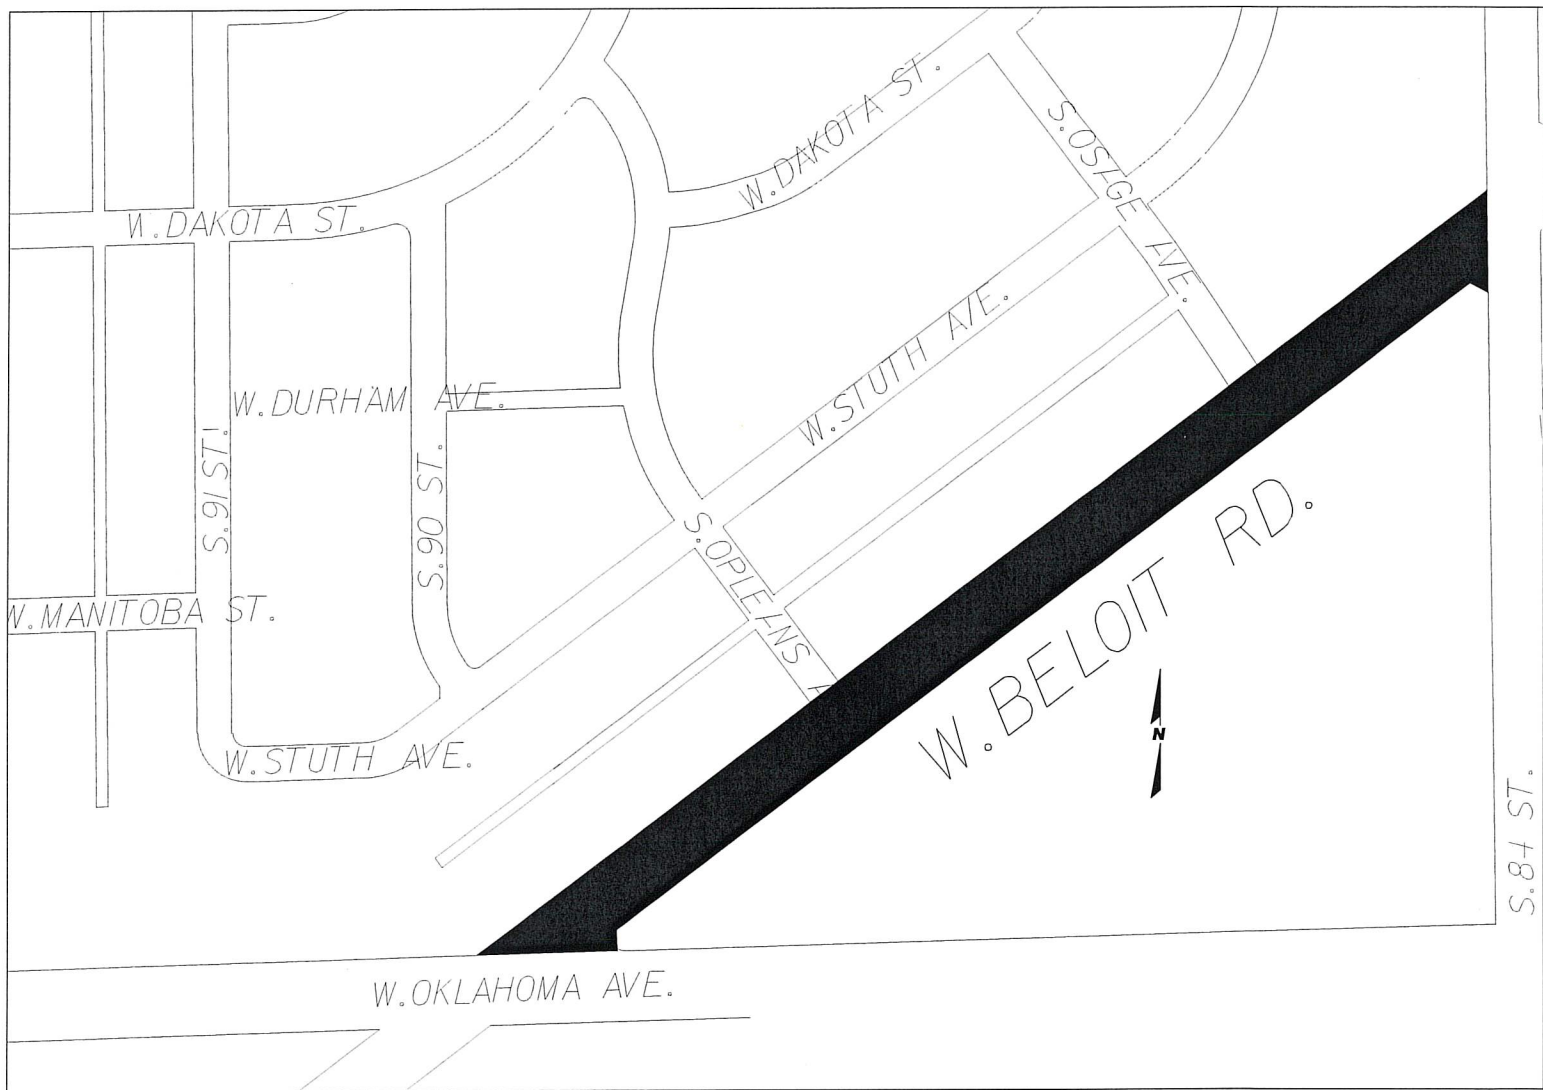 W. DAKOTA ST.
S. OSAGE AVE.
W. DAKOTA ST.
W. STUTH AVE.
W. DURHAM AVE.
S. 91 ST.
S. 90 ST.
W. BELOIT RD.
S. ORLEANS
W. MANITOBA ST.
N
W. STUTH AVE.
S. 84 ST.
W. OKLAHOMA AVE.